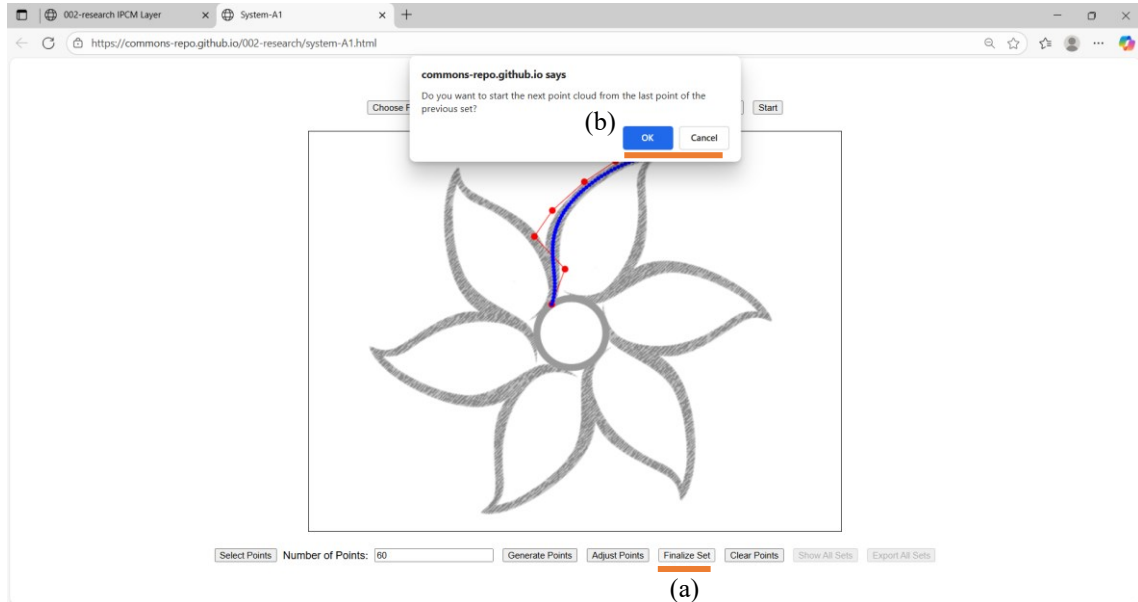 002-research IPCM Layer
System-A1
https://commons-repo.github.io/002-research/system-A1.html
commons-repo.github.io says
Do you want to start the next point cloud from the last point of the
previous set?
(b)
OK Cancel
Choose F
Start
Select Points Number of Points: 60 Generate Points Adjust Points Finalize Set Clear Points Show All Sets Export All Sets
(a)